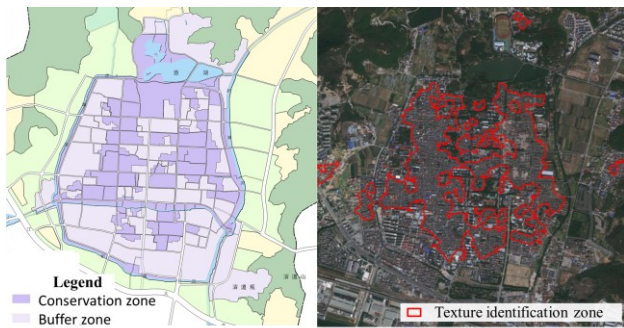 Legend
Conservation zone
Buffer zone
Texture identification zone